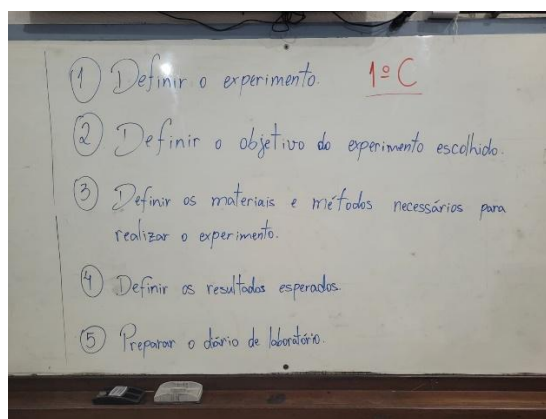 1 Definir o experimento. 1º C
2 Definir o objetivo do experimento escolhido.
3 Definir os materiais e métodos necessários para
realizar o experimento.
4 Definir os resultados esperados.
5 Preparar o diário de laboratório.